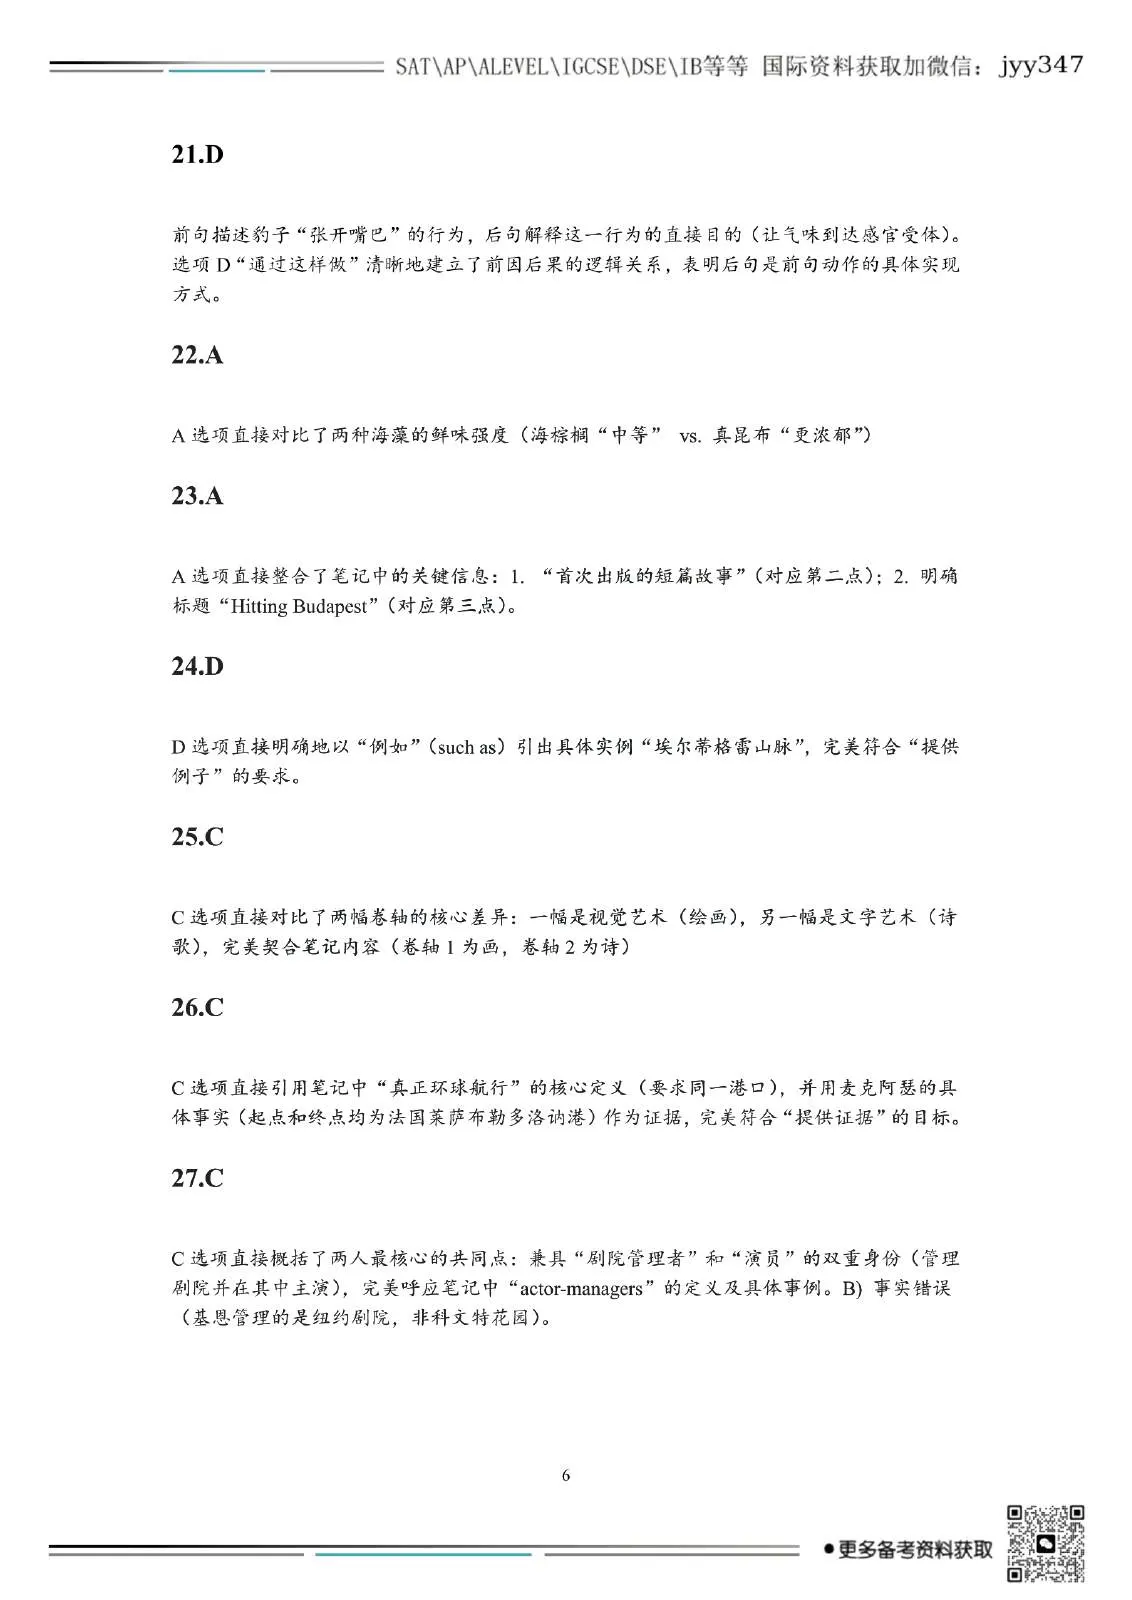 SAT\AP\ALEVEL\IGCSE\DSE\IB等等 国际资料获取加微信：jyy347
21.D
前句描述豹子“张开嘴巴”的行为，后句解释这一行为的直接目的（让气味到达感官受体）。
选项 D“通过这样做”清晰地建立了前因后果的逻辑关系，表明后句是前句动作的具体实现
方式。
22.A
A 选项直接对比了两种海藻的鲜味强度（海棕榈“中等” vs. 真昆布“更浓郁”）
23.A
A 选项直接整合了笔记中的关键信息：1. “首次出版的短篇故事”（对应第二点）；2. 明确
标题“Hitting Budapest”（对应第三点）。
24.D
D 选项直接明确地以“例如”（such as）引出具体实例“埃尔蒂格雷山脉”，完美符合“提供
例子”的要求。
25.C
C 选项直接对比了两幅卷轴的核心差异：一幅是视觉艺术（绘画），另一幅是文字艺术（诗
歌），完美契合笔记内容（卷轴 1 为画，卷轴 2 为诗）
26.C
C 选项直接引用笔记中“真正环球航行”的核心定义（要求同一港口），并用麦克阿瑟的具
体事实（起点和终点均为法国莱萨布勒多洛讷港）作为证据，完美符合“提供证据”的目标。
27.C
C 选项直接概括了两人最核心的共同点：兼具“剧院管理者”和“演员”的双重身份（管理
剧院并在其中主演），完美呼应笔记中“actor-managers”的定义及具体事例。B) 事实错误
（基恩管理的是纽约剧院，非科文特花园）。
6
●更多备考资料获取